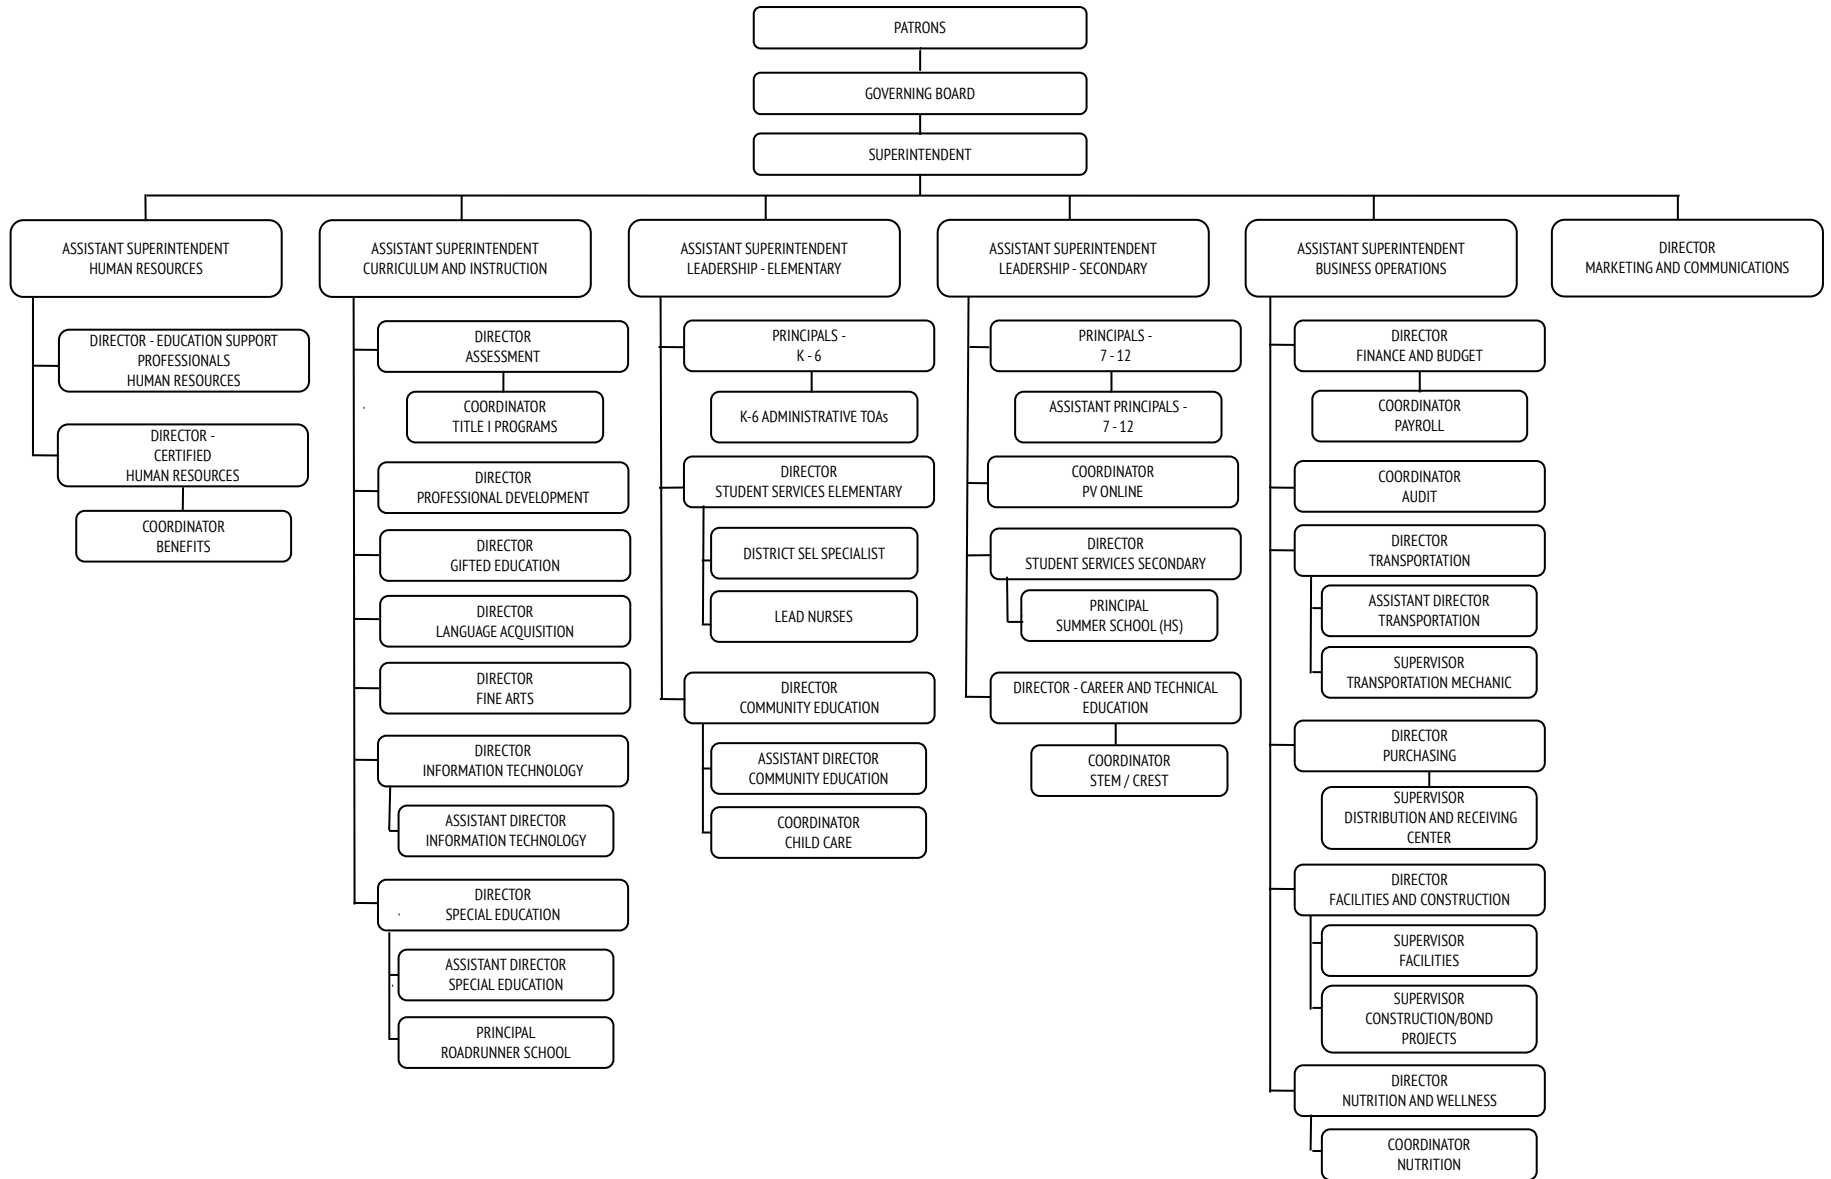 PATRONS
GOVERNING BOARD
SUPERINTENDENT
ASSISTANT SUPERINTENDENT
HUMAN RESOURCES
DIRECTOR - EDUCATION SUPPORT
PROFESSIONALS
HUMAN RESOURCES
DIRECTOR -
CERTIFIED
HUMAN RESOURCES
COORDINATOR
BENEFITS
ASSISTANT SUPERINTENDENT
CURRICULUM AND INSTRUCTION
DIRECTOR
ASSESSMENT
COORDINATOR
TITLE I PROGRAMS
DIRECTOR
PROFESSIONAL DEVELOPMENT
DIRECTOR
GIFTED EDUCATION
DIRECTOR
LANGUAGE ACQUISITION
DIRECTOR
FINE ARTS
DIRECTOR
INFORMATION TECHNOLOGY
ASSISTANT DIRECTOR
INFORMATION TECHNOLOGY
DIRECTOR
SPECIAL EDUCATION
ASSISTANT DIRECTOR
SPECIAL EDUCATION
PRINCIPAL
ROADRUNNER SCHOOL
ASSISTANT SUPERINTENDENT
LEADERSHIP - ELEMENTARY
PRINCIPALS -
K - 6
K-6 ADMINISTRATIVE TOAs
DIRECTOR
STUDENT SERVICES ELEMENTARY
DISTRICT SEL SPECIALIST
LEAD NURSES
DIRECTOR
COMMUNITY EDUCATION
ASSISTANT DIRECTOR
COMMUNITY EDUCATION
COORDINATOR
CHILD CARE
ASSISTANT SUPERINTENDENT
LEADERSHIP - SECONDARY
PRINCIPALS -
7 - 12
ASSISTANT PRINCIPALS -
7 - 12
COORDINATOR
PV ONLINE
DIRECTOR
STUDENT SERVICES SECONDARY
PRINCIPAL
SUMMER SCHOOL (HS)
DIRECTOR - CAREER AND TECHNICAL
EDUCATION
COORDINATOR
STEM / CREST
ASSISTANT SUPERINTENDENT
BUSINESS OPERATIONS
DIRECTOR
FINANCE AND BUDGET
COORDINATOR
PAYROLL
COORDINATOR
AUDIT
DIRECTOR
TRANSPORTATION
ASSISTANT DIRECTOR
TRANSPORTATION
SUPERVISOR
TRANSPORTATION MECHANIC
DIRECTOR
PURCHASING
SUPERVISOR
DISTRIBUTION AND RECEIVING
CENTER
DIRECTOR
FACILITIES AND CONSTRUCTION
SUPERVISOR
FACILITIES
SUPERVISOR
CONSTRUCTION/BOND
PROJECTS
DIRECTOR
NUTRITION AND WELLNESS
COORDINATOR
NUTRITION
DIRECTOR
MARKETING AND COMMUNICATIONS